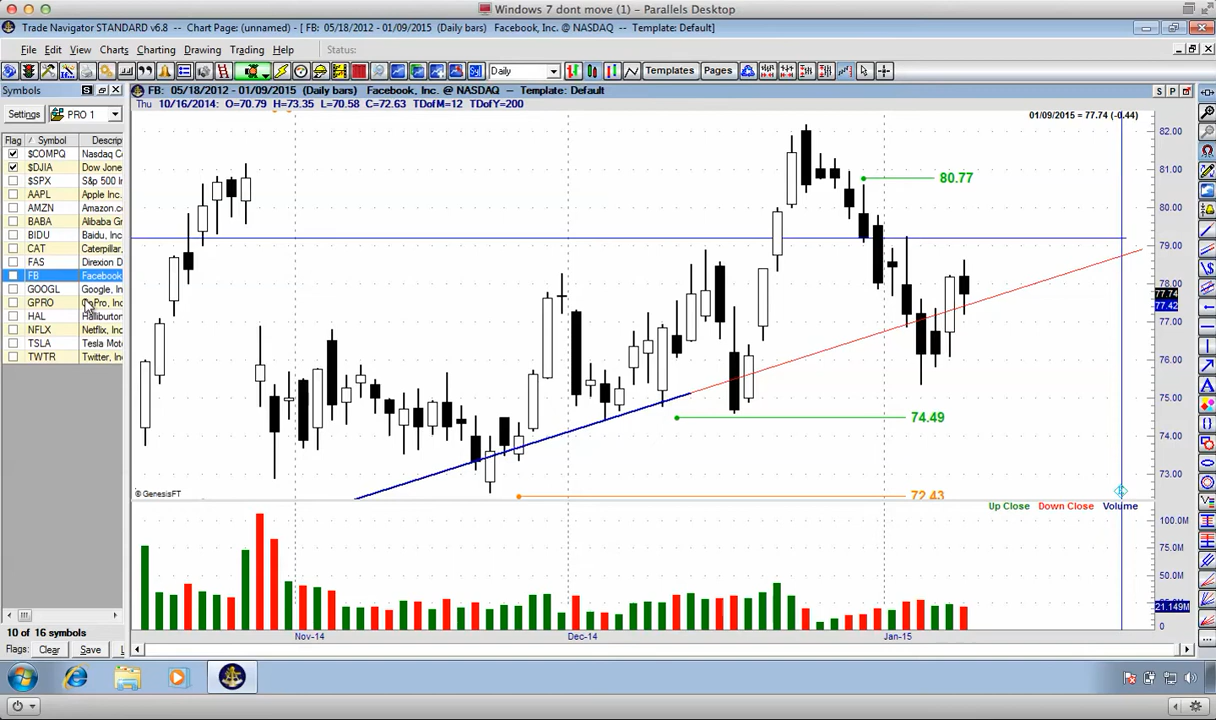 Windows 7 dont move (1) - Parallels Desktop
Trade Navigator STANDARD v6.8 -- Chart Page: (unnamed) - [ FB: 05/18/2012 - 01/09/2015 (Daily bars) Facebook, Inc. @ NASDAQ -- Template: Default]
File Edit View Charts Charting Drawing Trading Help Status:
Daily Templates Pages
Symbols S
FB: 05/18/2012 - 01/09/2015 (Daily bars) Facebook, Inc. @ NASDAQ -- Template: Default S P
Thu 10/16/2014: O=70.79 H=73.35 L=70.58 C=72.63 TDofM=12 TDofY=200
Settings PRO 1
01/09/2015 = 77.74 (-0.44)
Flag / Symbol Descrip
$COMPQ Nasdaq C
$DJIA Dow Jone
$SPX S&p 500 I
AAPL Apple Inc.
AMZN Amazon.c
BABA Alibaba Gr
BIDU Baidu, Inc
CAT Caterpillar,
FAS Direxion D
FB Facebook
GOOGL Google, In
GPRO GoPro, Inc
HAL Halliburton
NFLX Netflix, Inc
TSLA Tesla Mot
TWTR Twitter, Inc
82.00
81.00
80.00
79.00
78.00
77.74
77.42
77.00
76.00
75.00
74.00
73.00
80.77
74.49
72.43
© GenesisFT
Up Close Down Close Volume
100.0M
75.0M
50.0M
21.149M
0
Nov-14 Dec-14 Jan-15
10 of 16 symbols
Flags: Clear Save